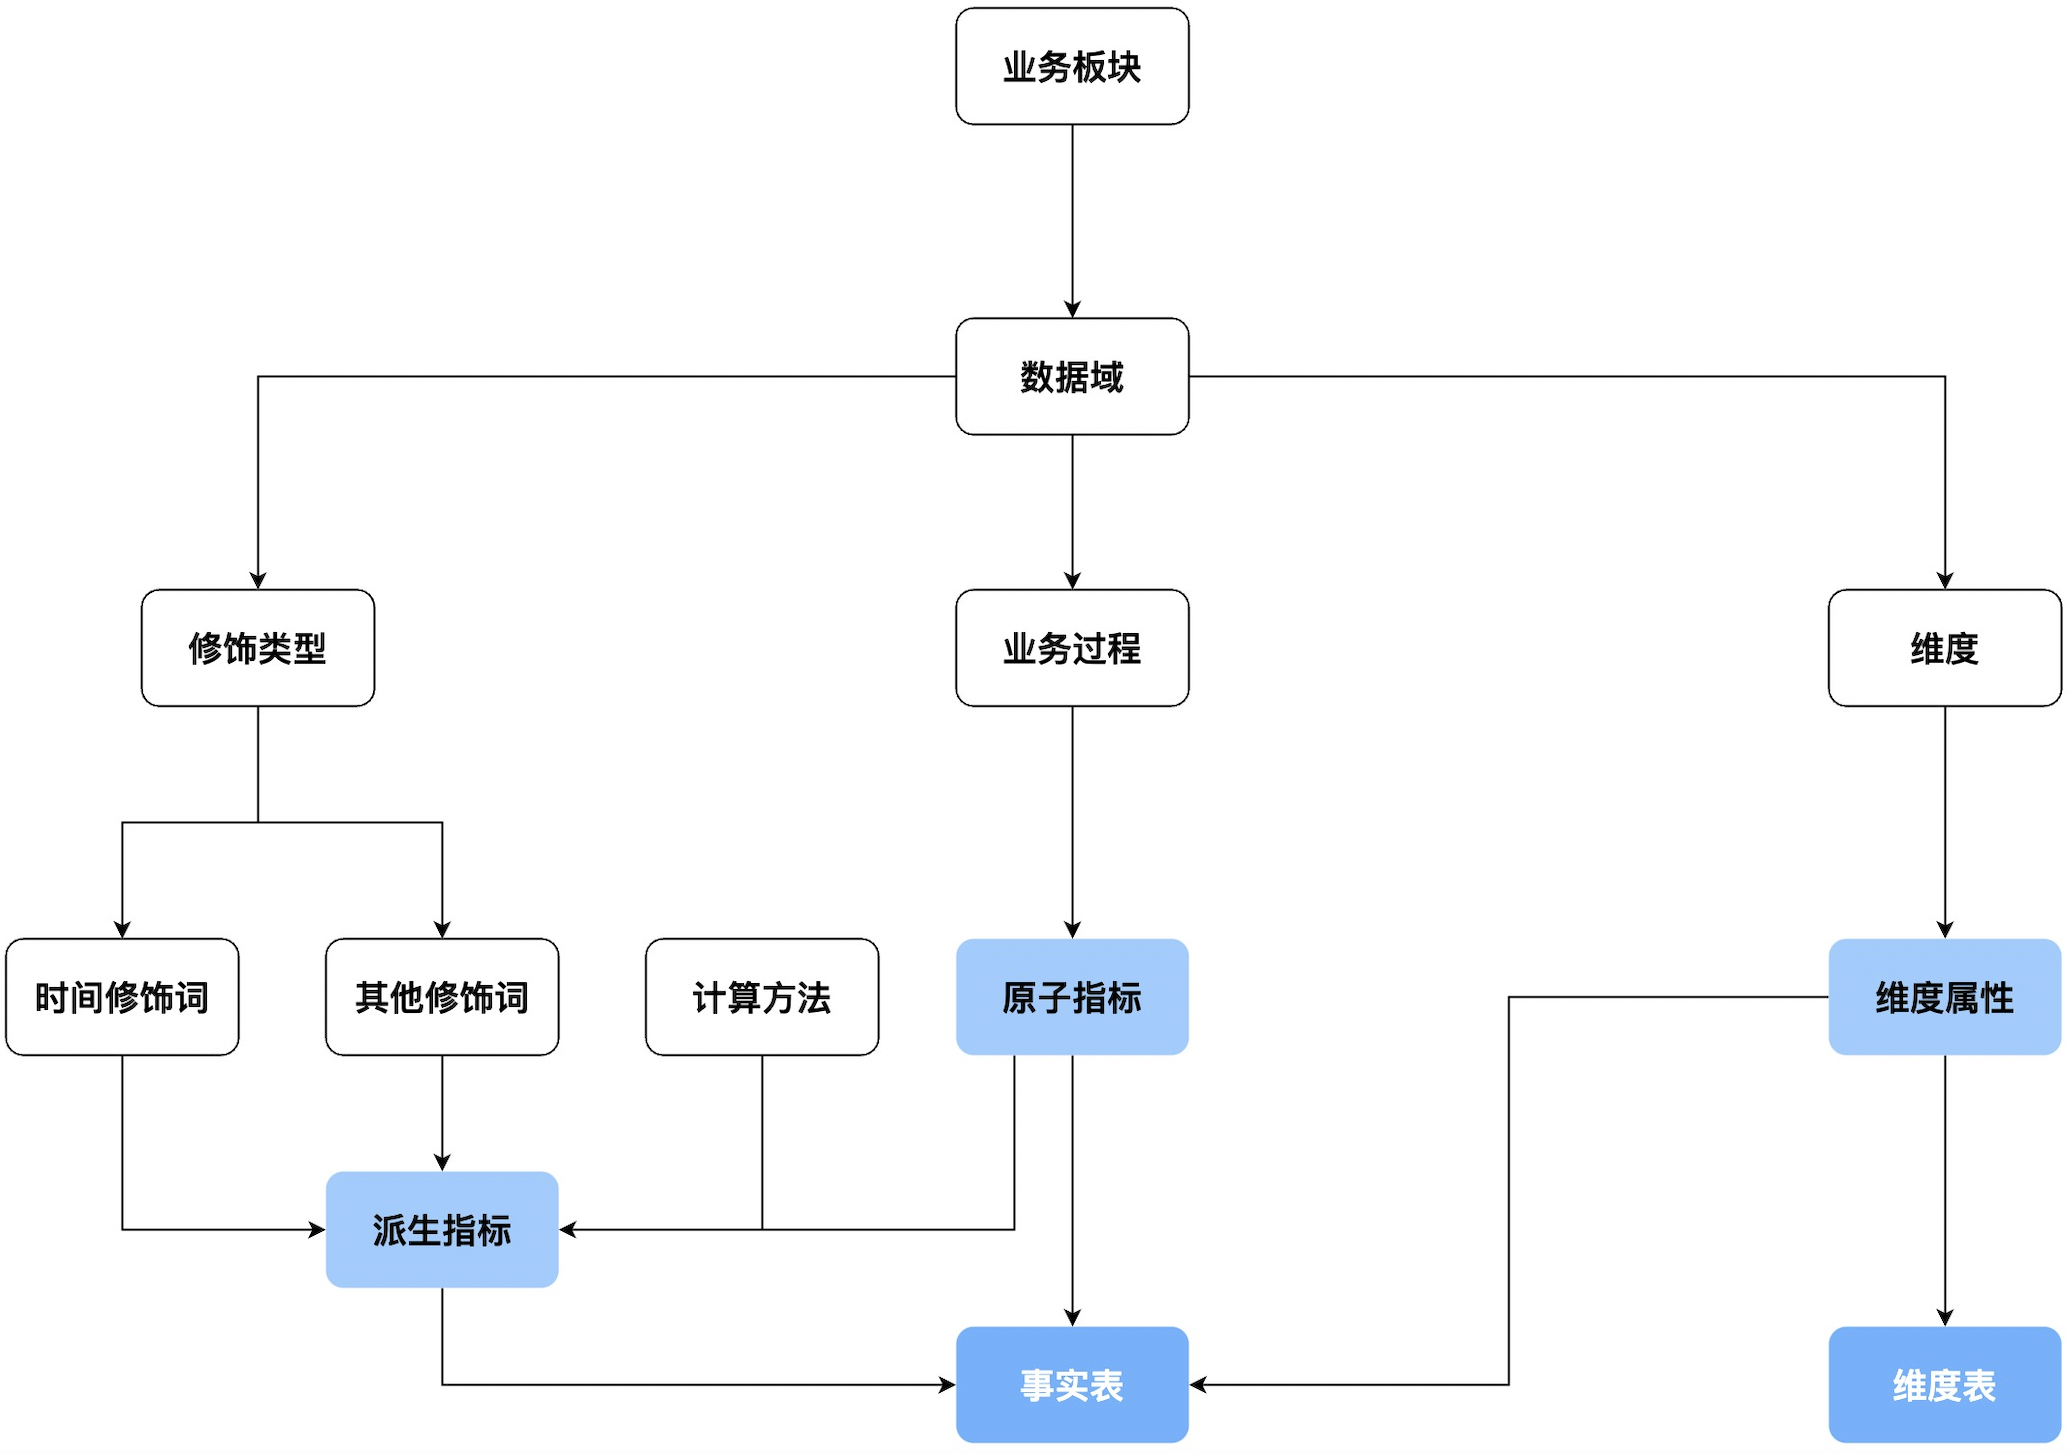 业务板块
数据域
修饰类型
业务过程
维度
时间修饰词
其他修饰词
计算方法
原子指标
维度属性
派生指标
事实表
维度表